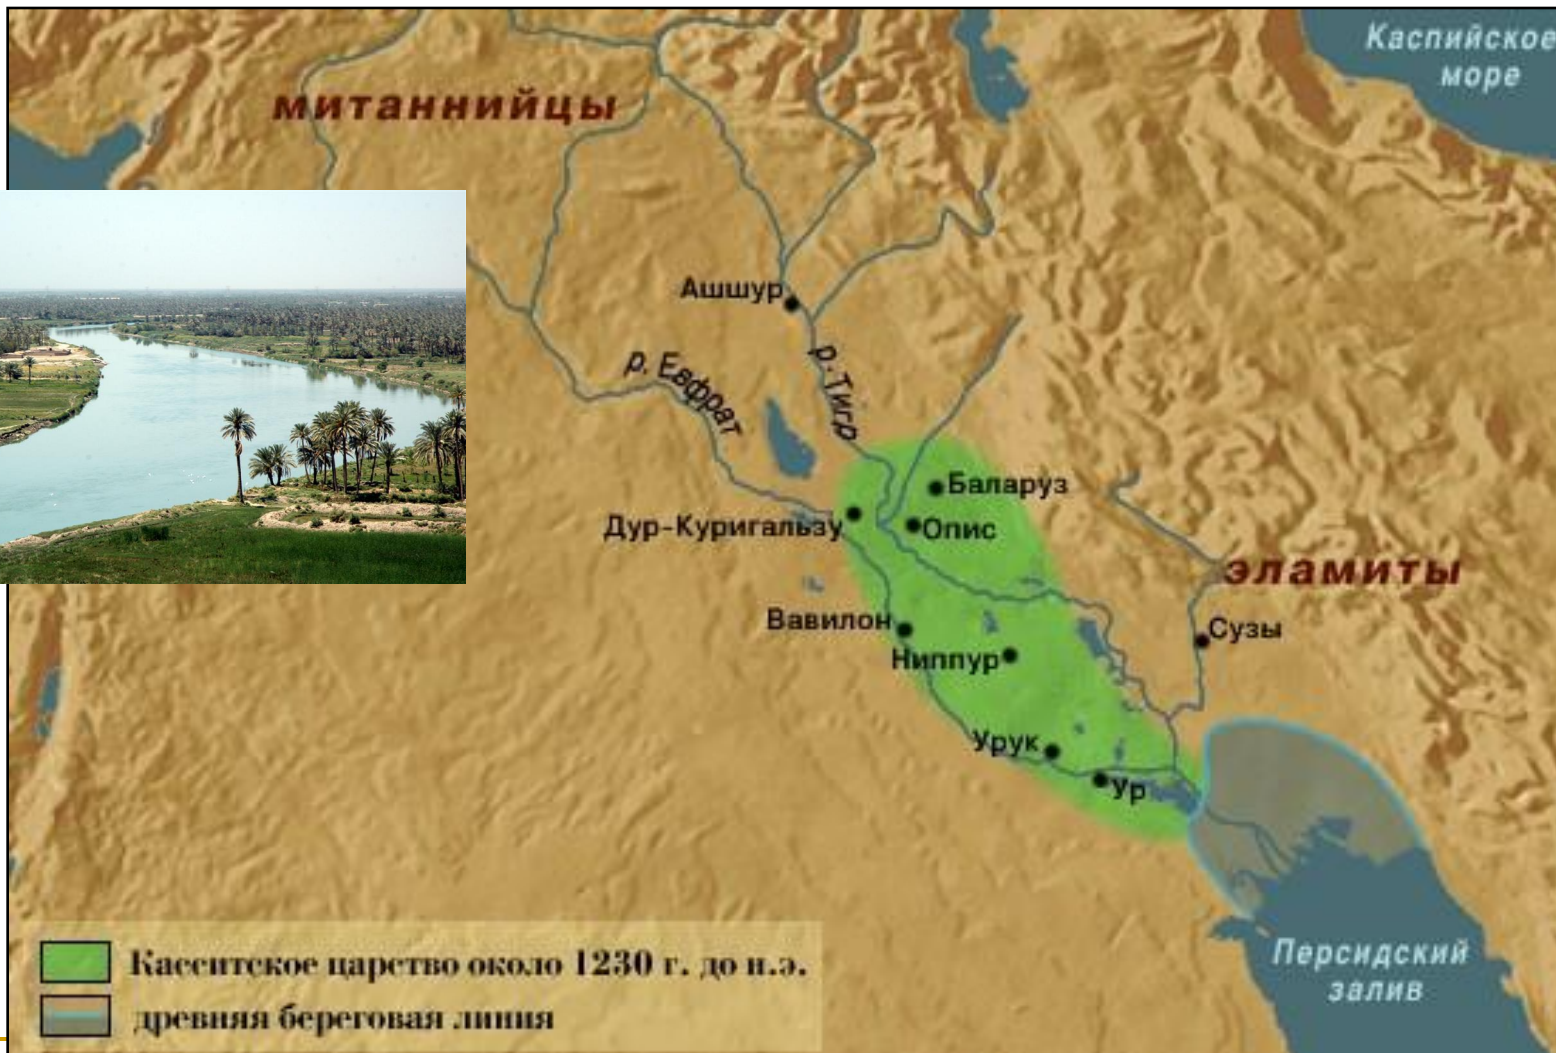 Каспийское
море
митаннийцы
Ашшур
р. Евфрат
р. Тигр
Баларуз
Дур-Куригальзу
Опис
эламиты
Вавилон
Сузы
Ниппур
Урук
Ур
Касситское царство около 1230 г. до н.э.
древняя береговая линия
Персидский
залив